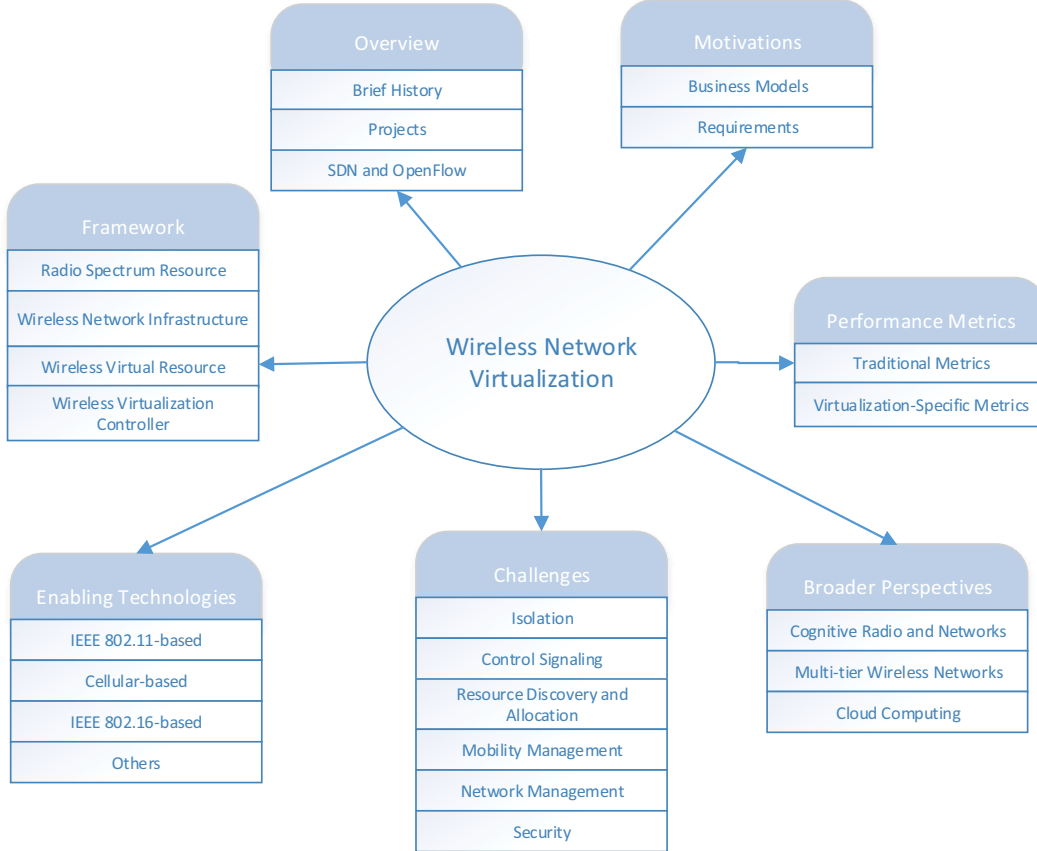 Overview
Brief History
Projects
SDN and OpenFlow
Motivations
Business Models
Requirements
Framework
Radio Spectrum Resource
Wireless Network Infrastructure
Wireless Virtual Resource
Wireless Virtualization
Controller
Wireless Network
Virtualization
Performance Metrics
Traditional Metrics
Virtualization-Specific Metrics
Enabling Technologies
IEEE 802.11-based
Cellular-based
IEEE 802.16-based
Others
Challenges
Isolation
Control Signaling
Resource Discovery and
Allocation
Mobility Management
Network Management
Security
Broader Perspectives
Cognitive Radio and Networks
Multi-tier Wireless Networks
Cloud Computing